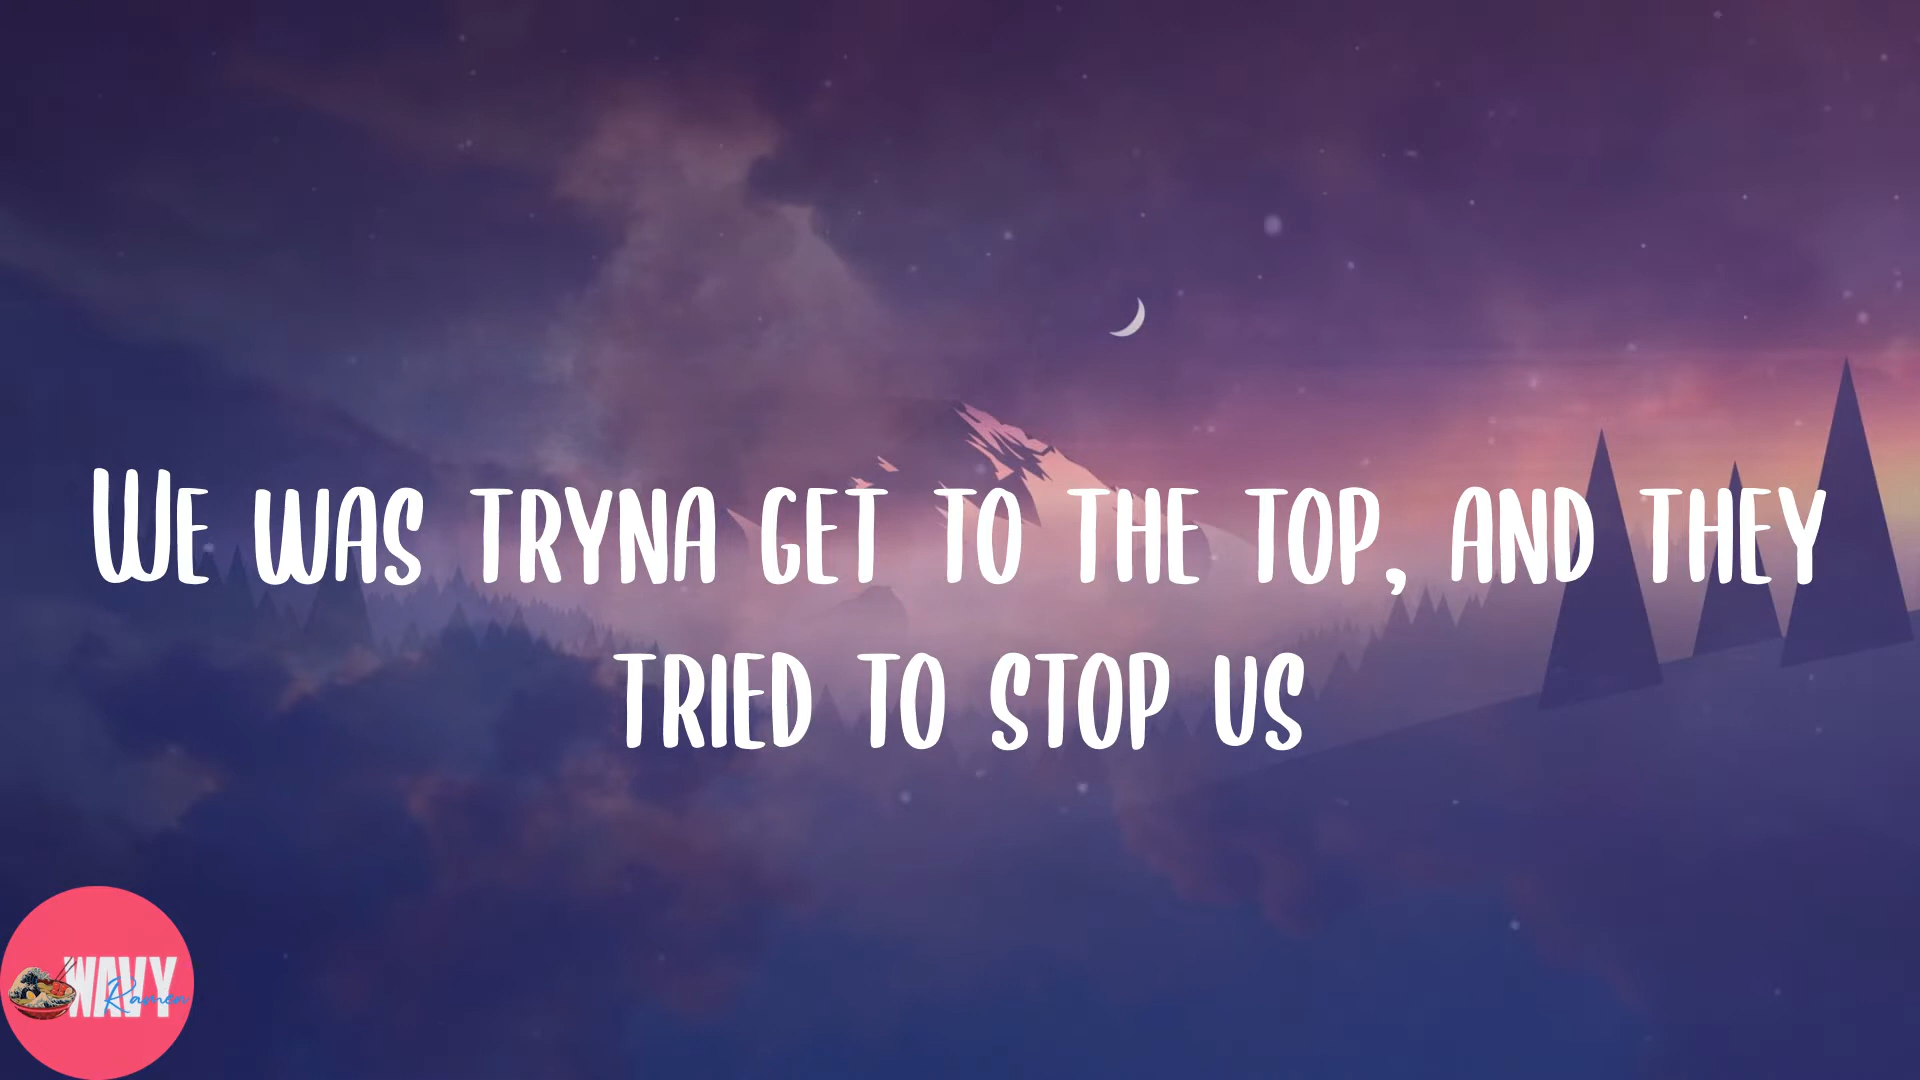 We was tryna get to the top, and they
tried to stop us
WAVY
Ramen